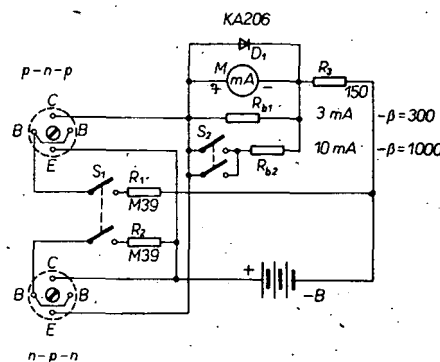 KA206
D1
p-n-p
M
mA
+ −
R3
150
C
B B
E
Rb1
3 mA -β=300
S2
10 mA -β=1000
Rb2
S1
R1
M39
R2
M39
C
B B
E
+
-B
n-p-n